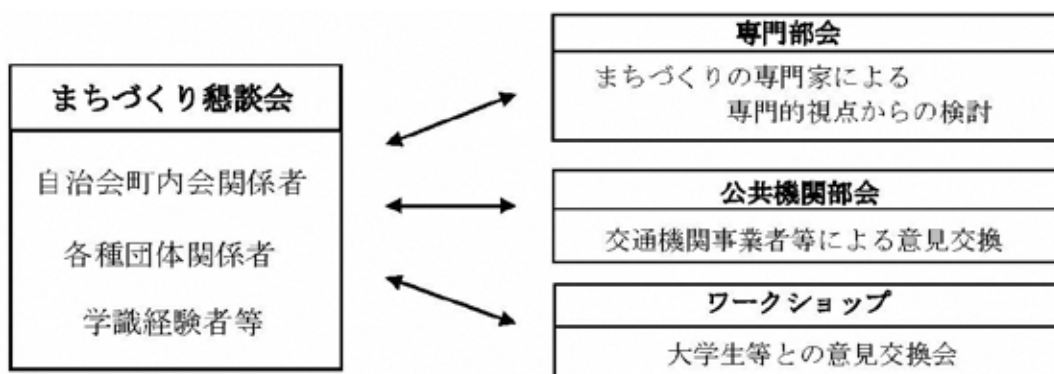 まちづくり懇談会
自治会町内会関係者
各種団体関係者
学識経験者等
専門部会
まちづくりの専門家による
専門的視点からの検討
公共機関部会
交通機関事業者等による意見交換
ワークショップ
大学生等との意見交換会